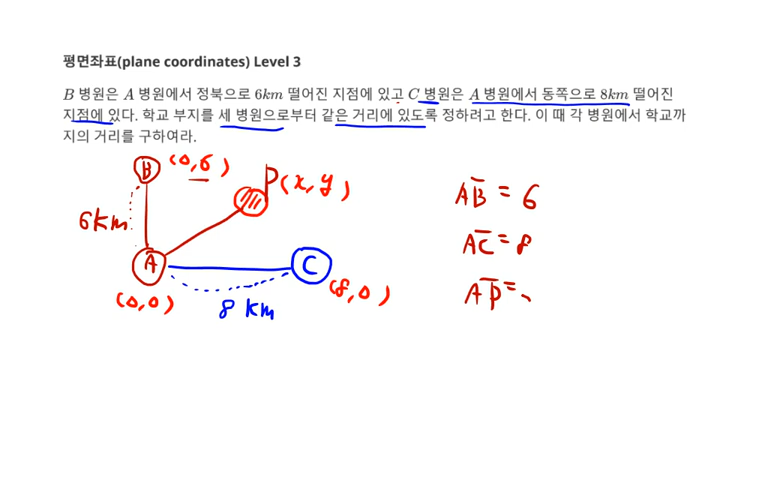 평면좌표(plane coordinates) Level 3
B 병원은 A 병원에서 정북으로 6km 떨어진 지점에 있고 C 병원은 A 병원에서 동쪽으로 8km 떨어진
지점에 있다. 학교 부지를 세 병원으로부터 같은 거리에 있도록 정하려고 한다. 이 때 각 병원에서 학교까
지의 거리를 구하여라.
B (0,6)
P(x, y)
6km
A
C
(0,0)
8 km
(8,0)
A̅B̅ = 6
A̅C̅ = 8
A̅P̅ =